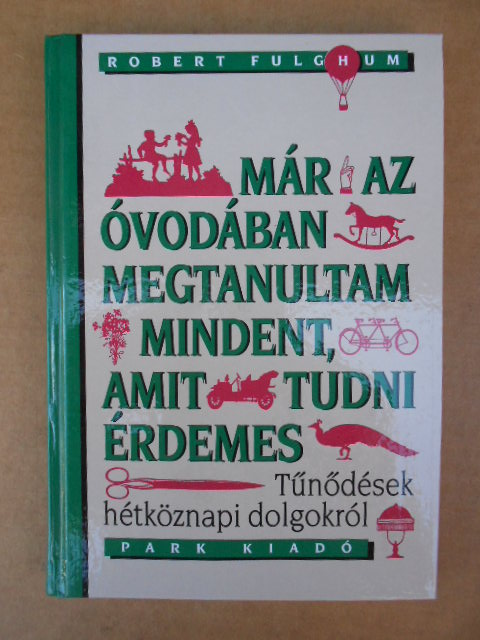 ROBERT FULGHUM
MÁR AZ
ÓVODÁBAN
MEGTANULTAM
MINDENT,
AMIT TUDNI
ÉRDEMES
Tűnődések
hétköznapi dolgokról
PARK KIADÓ